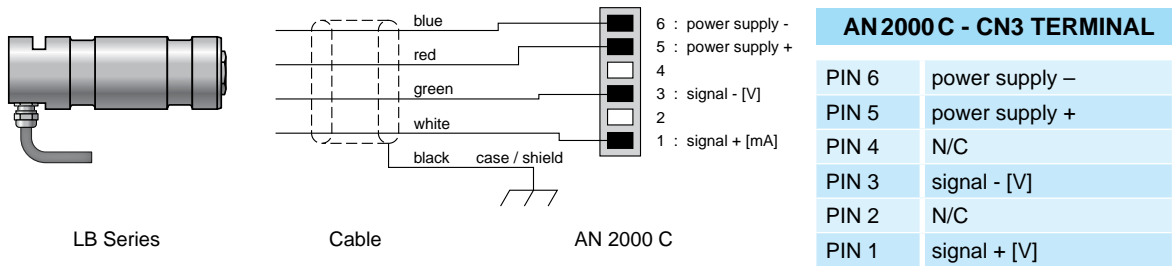 blue
red
green
white
black case / shield
6 : power supply -
5 : power supply +
4
3 : signal - [V]
2
1 : signal + [mA]
LB Series
Cable
AN 2000 C
AN 2000 C - CN3 TERMINAL
PIN 6 power supply –
PIN 5 power supply +
PIN 4 N/C
PIN 3 signal - [V]
PIN 2 N/C
PIN 1 signal + [V]